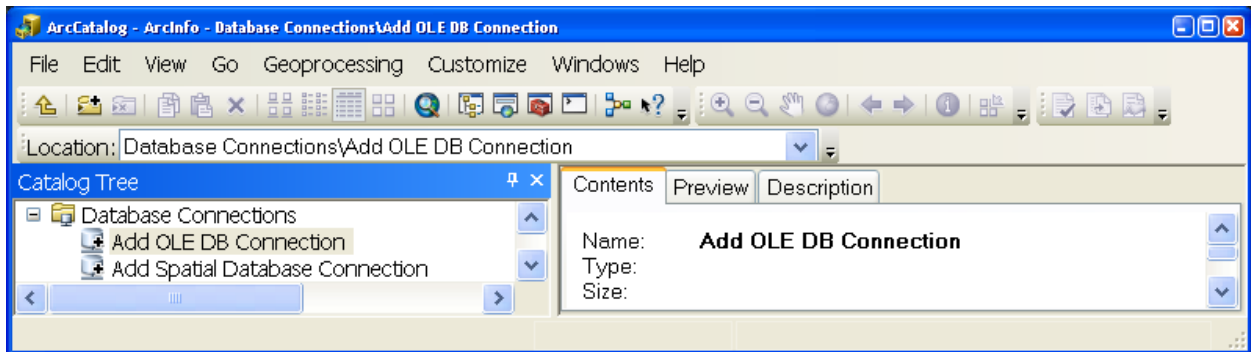 ArcCatalog - ArcInfo - Database Connections\Add OLE DB Connection
File Edit View Go Geoprocessing Customize Windows Help
Location: Database Connections\Add OLE DB Connection
Catalog Tree
Database Connections
Add OLE DB Connection
Add Spatial Database Connection
Contents Preview Description
Name: Add OLE DB Connection
Type:
Size: